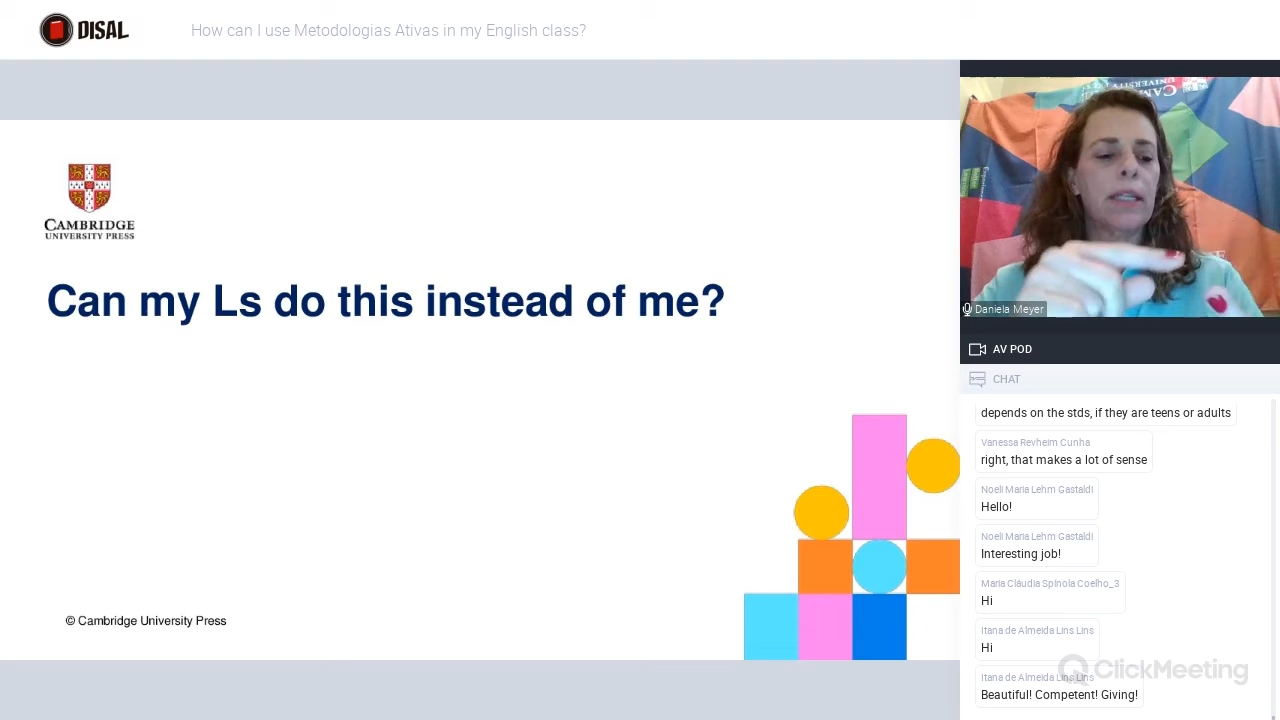 DISAL
How can I use Metodologias Ativas in my English class?
CAMBRIDGE
UNIVERSITY PRESS
Can my Ls do this instead of me?
© Cambridge University Press
Daniela Meyer
AV POD
CHAT
depends on the stds, if they are teens or adults
Vanessa Revheim Cunha
right, that makes a lot of sense
Noeli Maria Lehm Gastaldi
Hello!
Noeli Maria Lehm Gastaldi
Interesting job!
Maria Cláudia Spínola Coelho_3
Hi
Itana de Almeida Lins Lins
Hi
Itana de Almeida Lins Lins
Beautiful! Competent! Giving!
ClickMeeting